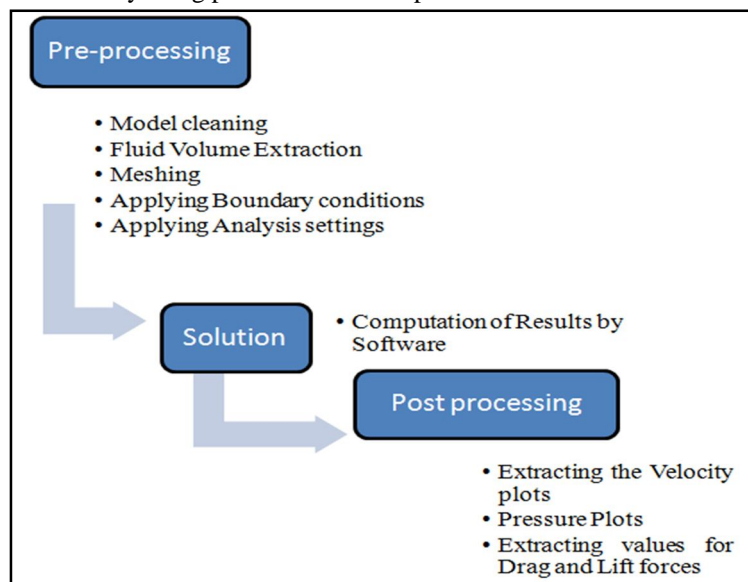 Pre-processing
• Model cleaning
• Fluid Volume Extraction
• Meshing
• Applying Boundary conditions
• Applying Analysis settings
Solution
• Computation of Results by
Software
Post processing
• Extracting the Velocity
plots
• Pressure Plots
• Extracting values for
Drag and Lift forces